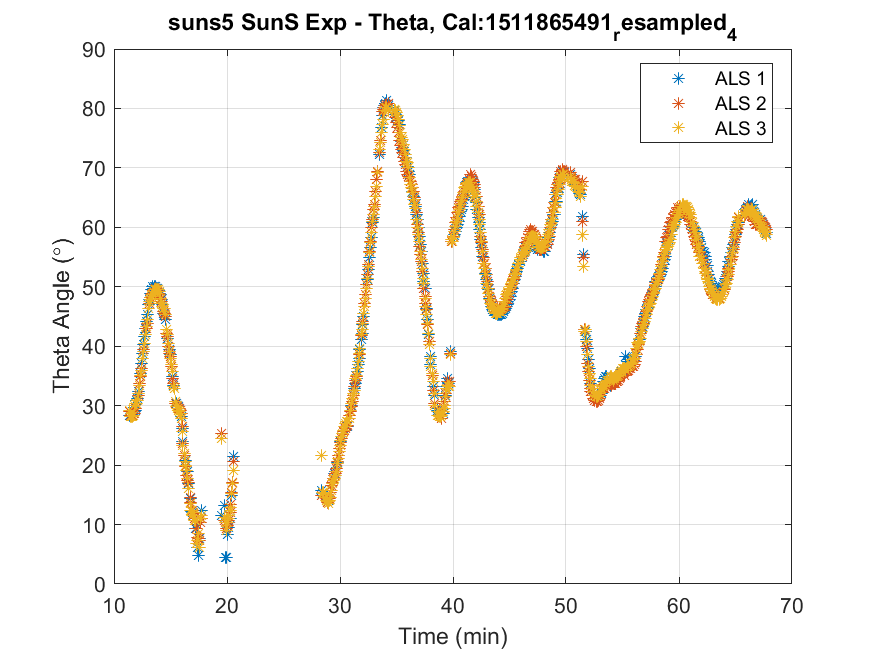 suns5 SunS Exp - Theta, Cal:1511865491resampled4
ALS 1
ALS 2
ALS 3
90
80
70
60
50
40
30
20
10
0
Theta Angle (°)
10 20 30 40 50 60 70
Time (min)